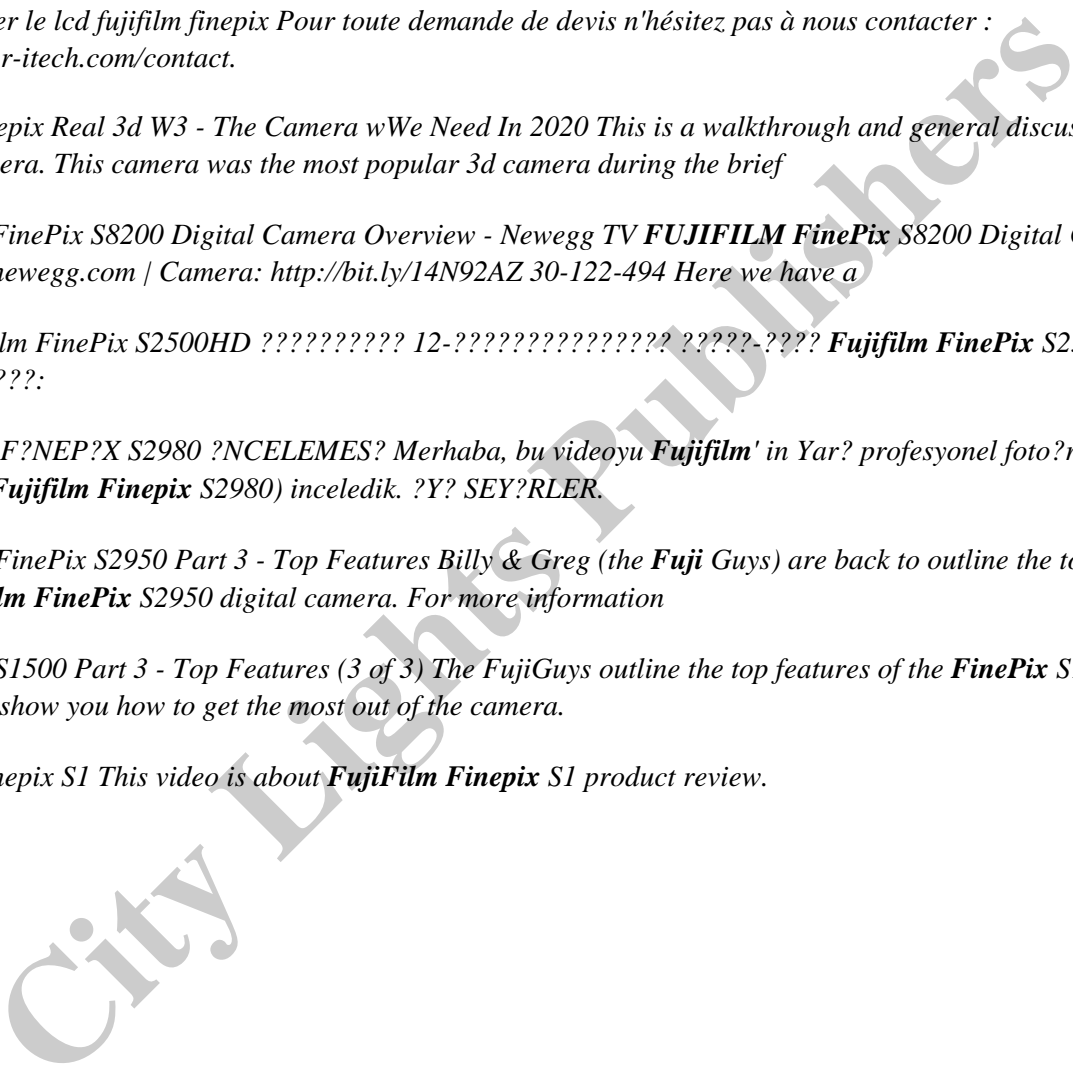 er le lcd fujifilm finepix Pour toute demande de devis n'hésitez pas à nous contacter :
r-itech.com/contact.
epix Real 3d W3 - The Camera wWe Need In 2020 This is a walkthrough and general discus
era. This camera was the most popular 3d camera during the brief
FinePix S8200 Digital Camera Overview - Newegg TV FUJIFILM FinePix S8200 Digital
newegg.com | Camera: http://bit.ly/14N92AZ 30-122-494 Here we have a
lm FinePix S2500HD ?????????? 12-??????????????? ?????-???? Fujifilm FinePix S2
???:
F?NEP?X S2980 ?NCELEMES? Merhaba, bu videoyu Fujifilm' in Yar? profesyonel foto?r
Fujifilm Finepix S2980) inceledik. ?Y? SEY?RLER.
FinePix S2950 Part 3 - Top Features Billy & Greg (the Fuji Guys) are back to outline the to
lm FinePix S2950 digital camera. For more information
S1500 Part 3 - Top Features (3 of 3) The FujiGuys outline the top features of the FinePix S
show you how to get the most out of the camera.
nepix S1 This video is about FujiFilm Finepix S1 product review.
City Lights Publishers